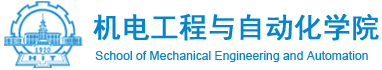 机电工程与自动化学院
School of Mechanical Engineering and Automation
1920
HIT